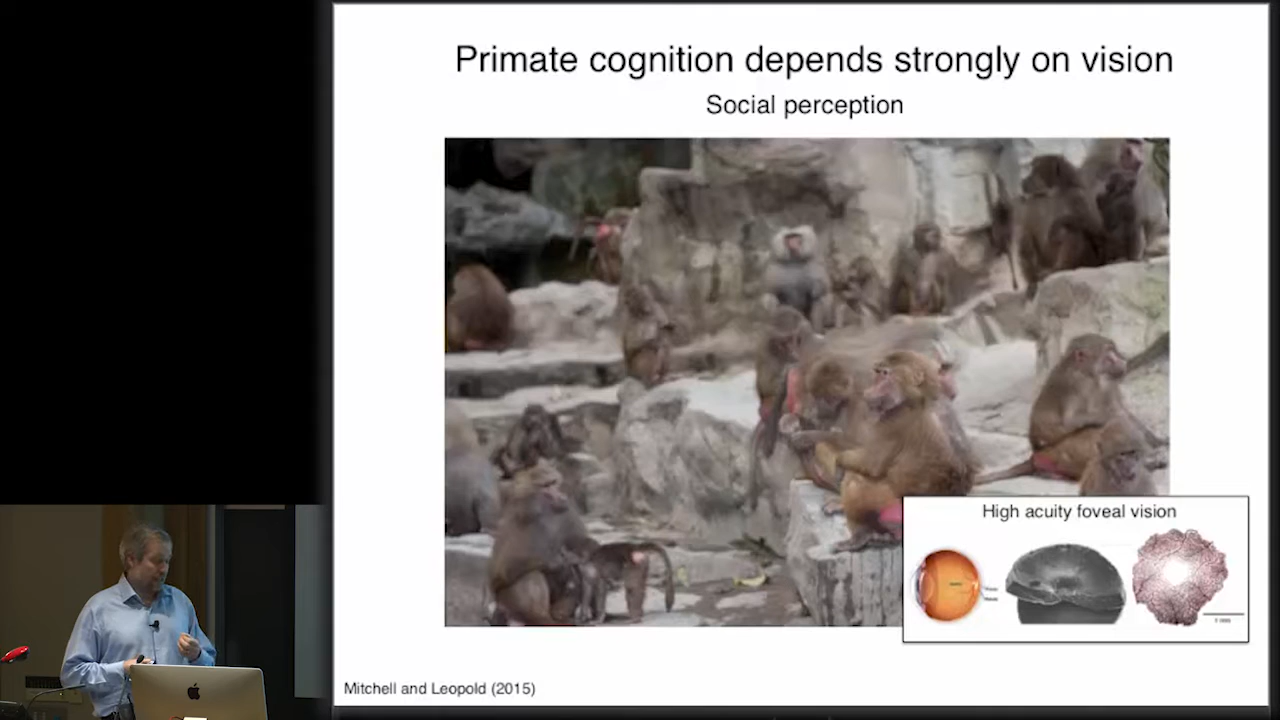 Primate cognition depends strongly on vision
Social perception
High acuity foveal vision
Mitchell and Leopold (2015)